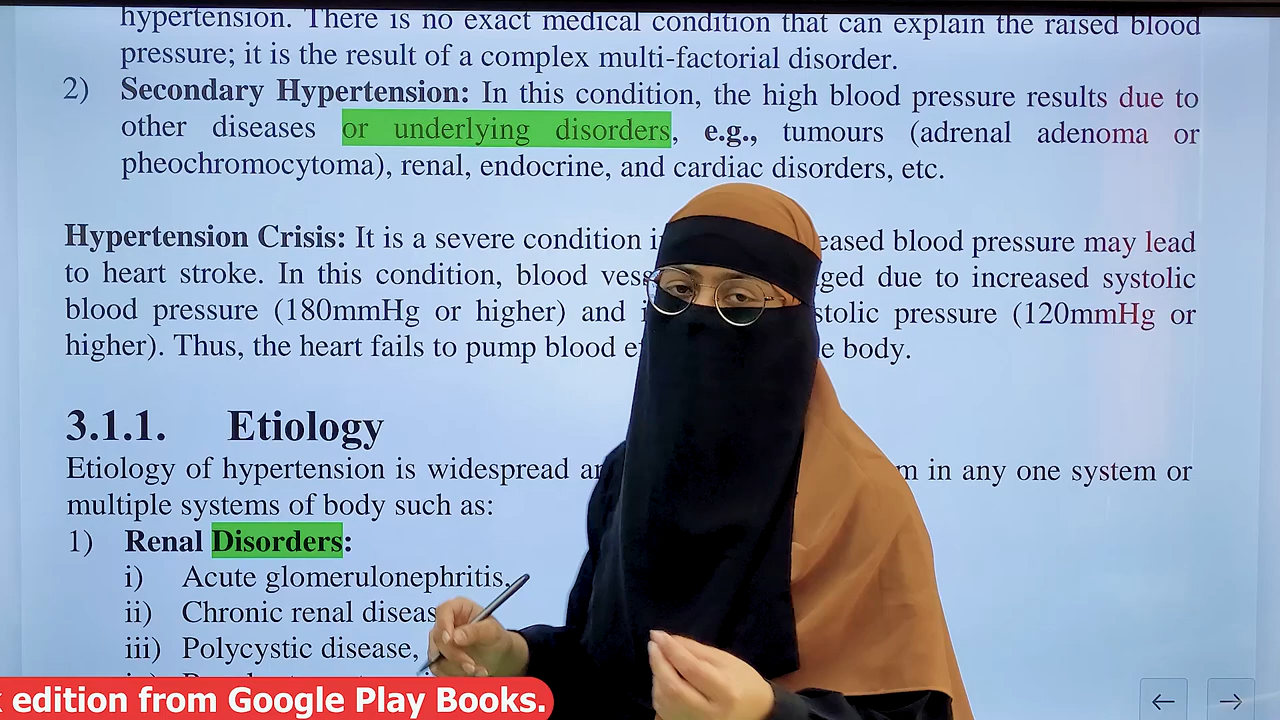 hypertension. There is no exact medical condition that can explain the raised blood
pressure; it is the result of a complex multi-factorial disorder.
2) Secondary Hypertension: In this condition, the high blood pressure results due to
other diseases or underlying disorders, e.g., tumours (adrenal adenoma or
pheochromocytoma), renal, endocrine, and cardiac disorders, etc.
Hypertension Crisis: It is a severe condition eased blood pressure may lead
to heart stroke. In this condition, blood due to increased systolic
blood pressure (180mmHg or higher) and stolic pressure (120mmHg or
higher). Thus, the heart fails to pump blood body.
3.1.1. Etiology
Etiology of hypertension is widespread in any one system or
multiple systems of body such as:
1) Renal Disorders:
i) Acute glomerulonephritis,
ii) Chronic renal diseas
iii) Polycystic disease,
edition from Google Play Books.